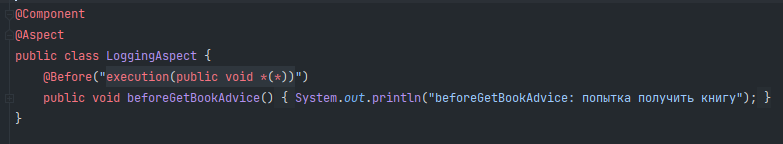 @Component
@Aspect
public class LoggingAspect {
@Before("execution(public void *(*))")
public void beforeGetBookAdvice() { System.out.println("beforeGetBookAdvice: попытка получить книгу"); }
}